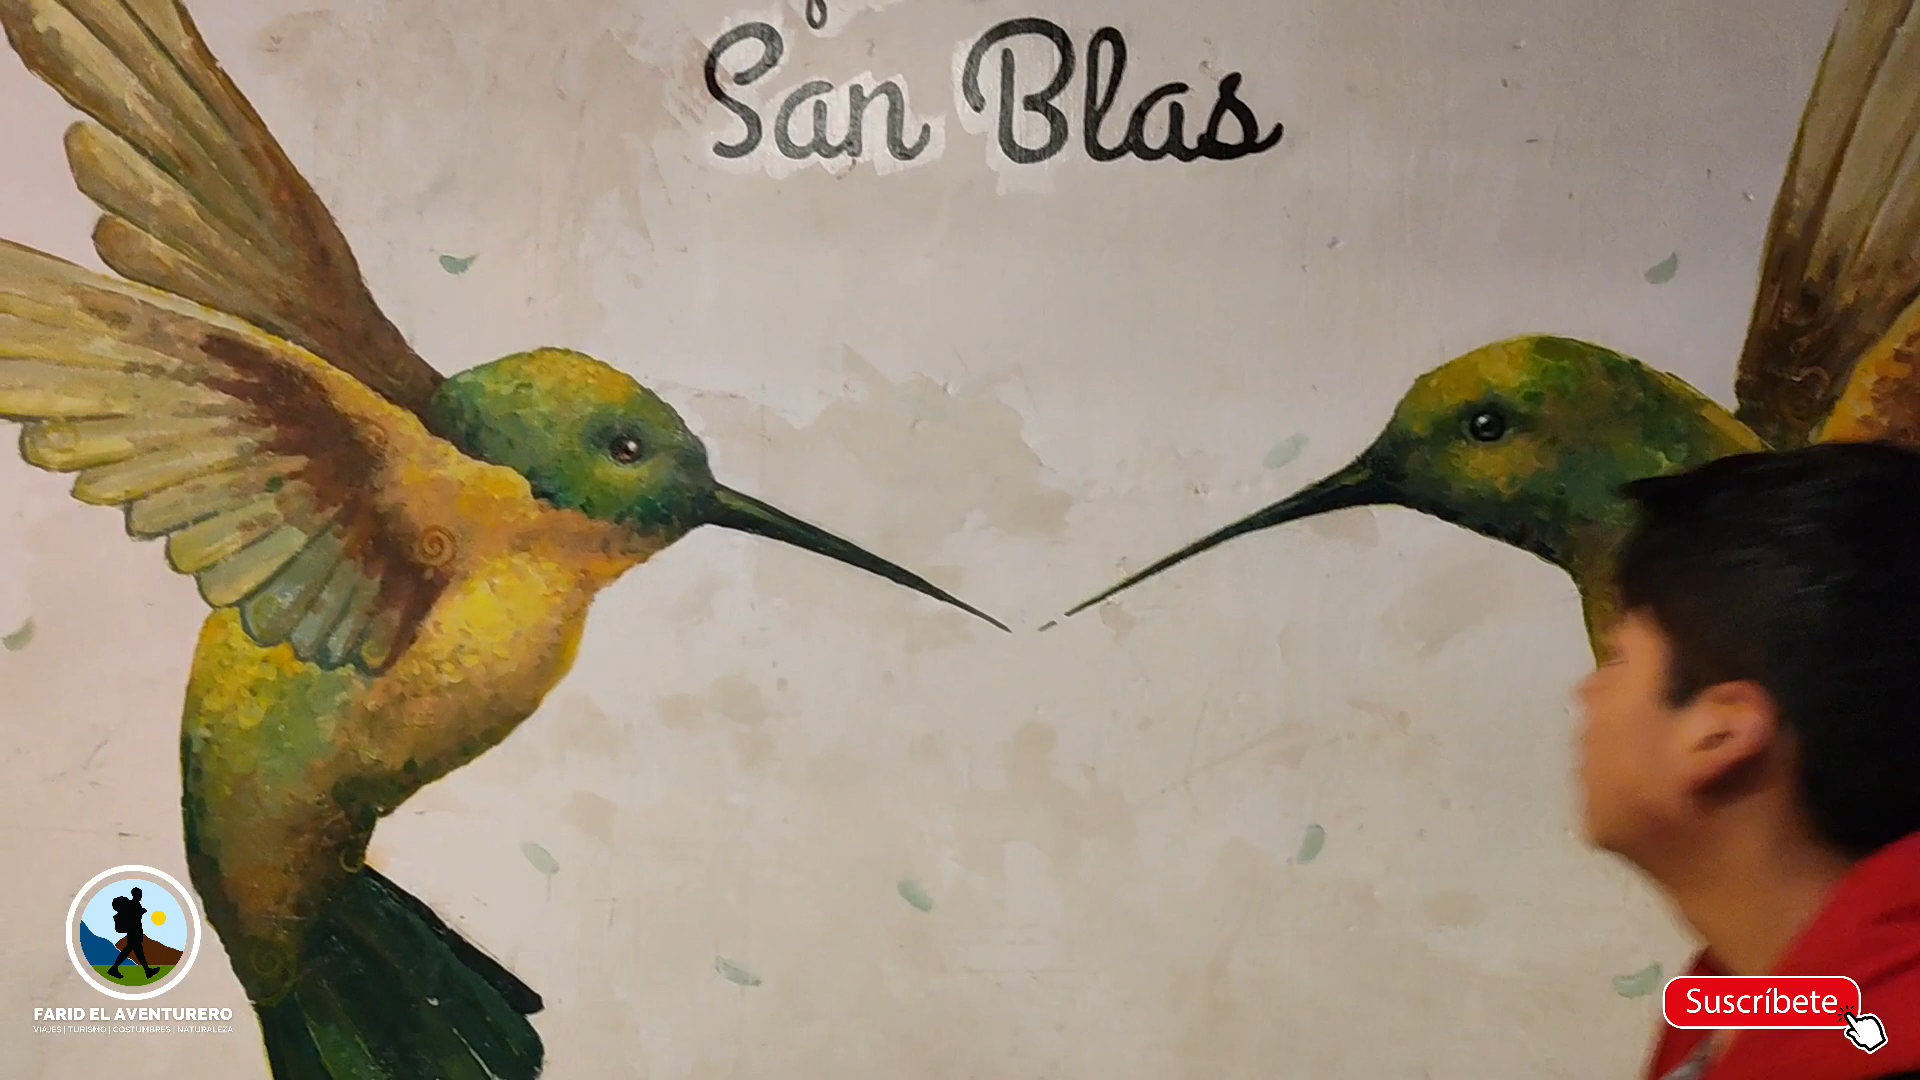 San Blas
FARID EL AVENTURERO
VIAJES | TURISMO | COSTUMBRES | NATURALEZA
Suscríbete